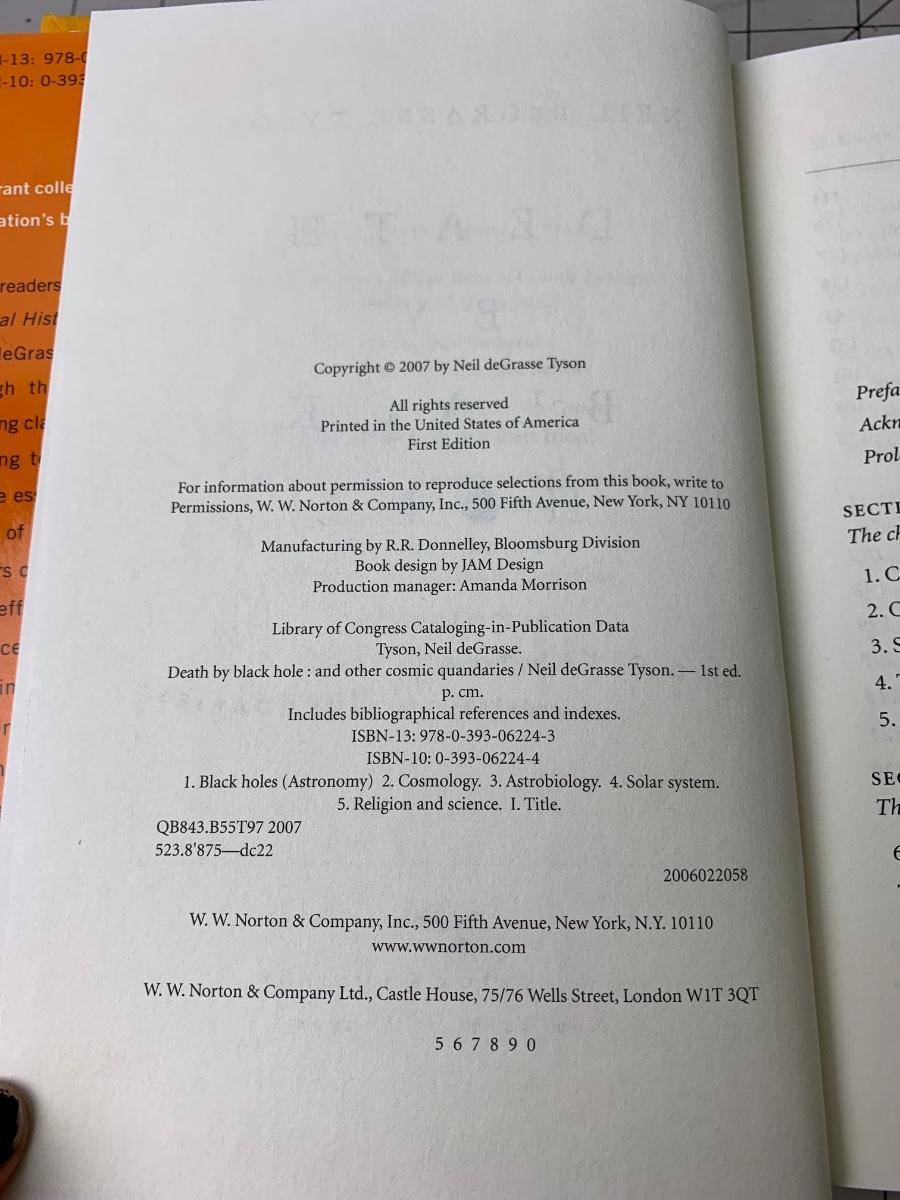 -13: 978-0
-10: 0-393
rant colle
ation's b
readers
al Hist
deGras
gh th
ng cla
ng t
e es
of
rs
eff
ce
in
Copyright © 2007 by Neil deGrasse Tyson
All rights reserved
Printed in the United States of America
First Edition
For information about permission to reproduce selections from this book, write to
Permissions, W. W. Norton & Company, Inc., 500 Fifth Avenue, New York, NY 10110
Manufacturing by R.R. Donnelley, Bloomsburg Division
Book design by JAM Design
Production manager: Amanda Morrison
Library of Congress Cataloging-in-Publication Data
Tyson, Neil deGrasse.
Death by black hole : and other cosmic quandaries / Neil deGrasse Tyson. — 1st ed.
p. cm.
Includes bibliographical references and indexes.
ISBN-13: 978-0-393-06224-3
ISBN-10: 0-393-06224-4
1. Black holes (Astronomy) 2. Cosmology. 3. Astrobiology. 4. Solar system.
5. Religion and science. I. Title.
QB843.B55T97 2007
523.8'875—dc22
2006022058
W. W. Norton & Company, Inc., 500 Fifth Avenue, New York, N.Y. 10110
www.wwnorton.com
W. W. Norton & Company Ltd., Castle House, 75/76 Wells Street, London W1T 3QT
5 6 7 8 9 0
Prefa
Ackn
Prol
SECTI
The ch
1. C
2. C
3. S
4.
5.
SEC
Th